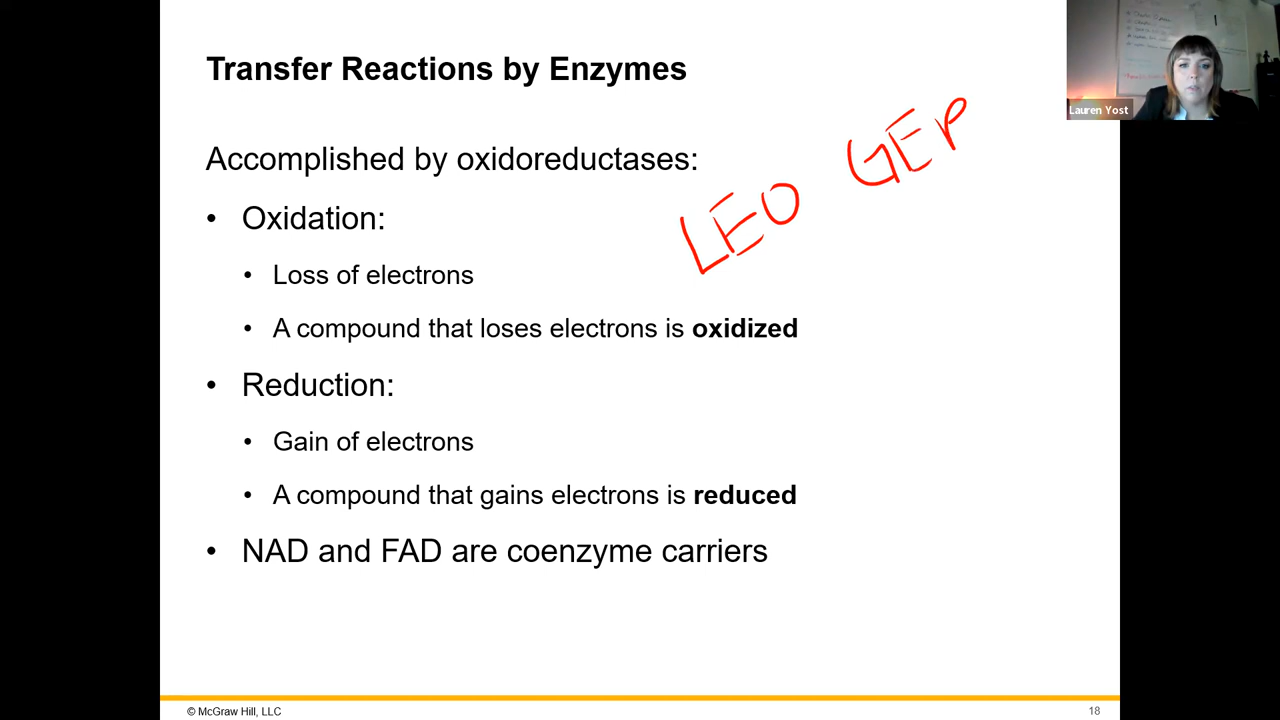 Transfer Reactions by Enzymes
Lauren Yost
LEO GEP
Accomplished by oxidoreductases:
• Oxidation:
• Loss of electrons
• A compound that loses electrons is oxidized
• Reduction:
• Gain of electrons
• A compound that gains electrons is reduced
• NAD and FAD are coenzyme carriers
© McGraw Hill, LLC
18